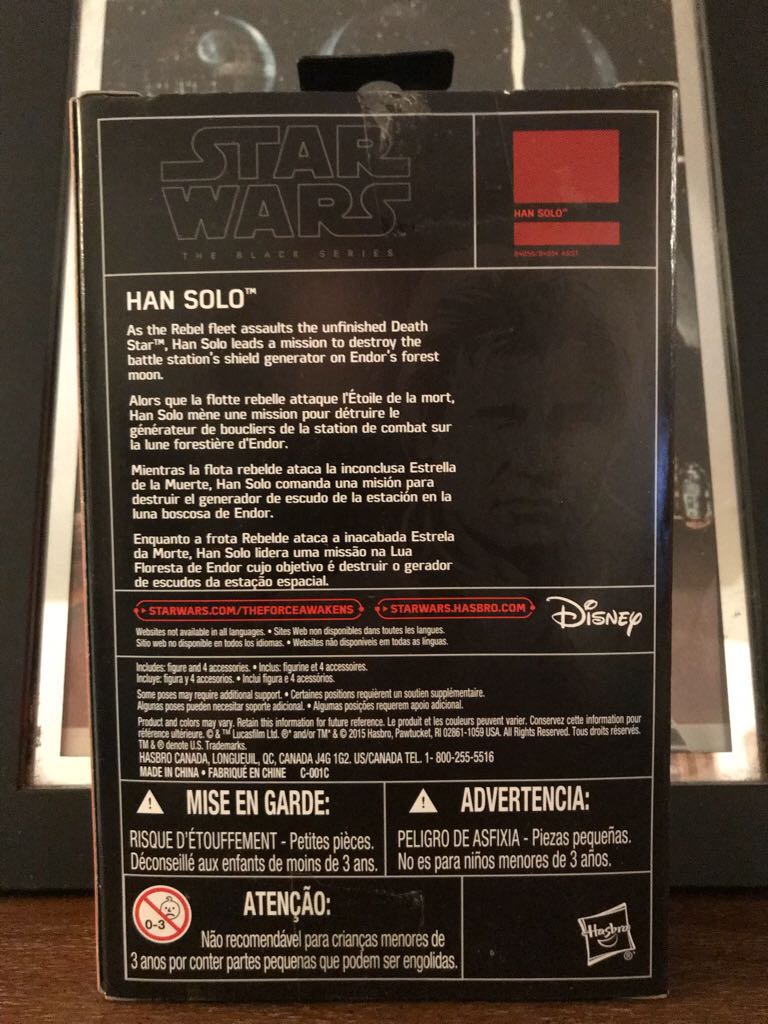 STAR
WARS
THE BLACK SERIES
HAN SOLO™
HAN SOLO™
As the Rebel fleet assaults the unfinished Death
Star™, Han Solo leads a mission to destroy the
battle station's shield generator on Endor's forest
moon.
Alors que la flotte rebelle attaque l'Étoile de la mort,
Han Solo mène une mission pour détruire le
générateur de boucliers de la station de combat sur
la lune forestière d'Endor.
Mientras la flota rebelde ataca la inconclusa Estrella
de la Muerte, Han Solo comanda una misión para
destruir el generador de escudo de la estación en la
luna boscosa de Endor.
Enquanto a frota Rebelde ataca a inacabada Estrela
da Morte, Han Solo lidera uma missão na Lua
Floresta de Endor cujo objetivo é destruir o gerador
de escudos da estação espacial.
STARWARS.COM/THEFORCEAWAKENS STARWARS.HASBRO.COM
Disney
Websites not available in all languages. • Sites Web non disponibles dans toutes les langues.
Sitio web no disponible en todos los idiomas. • Websites não disponíveis em todas as línguas.
Includes: figure and 4 accessories. • Inclus: figurine et 4 accessoires.
Incluye: figura y 4 accesorios. • Inclui figura e 4 acessórios.
Some poses may require additional support. • Certaines positions requièrent un soutien supplémentaire.
Algunas poses pueden necesitar soporte adicional. • Algumas posições requerem apoio adicional.
Product and colors may vary. Retain this information for future reference. Le produit et les couleurs peuvent varier. Conservez cette information pour
référence ultérieure. © & ™ Lucasfilm Ltd. ®* and/or TM* & © 2015 Hasbro, Pawtucket, RI 02861-1059 USA. All Rights Reserved. Tous droits réservés.
TM & ® denote U.S. Trademarks.
HASBRO CANADA, LONGUEUIL, QC, CANADA J4G 1G2. US/CANADA TEL. 1- 800-255-5516
MADE IN CHINA • FABRIQUÉ EN CHINE C-001C
MISE EN GARDE:
RISQUE D'ÉTOUFFEMENT - Petites pièces.
Déconseillé aux enfants de moins de 3 ans.
ADVERTENCIA:
PELIGRO DE ASFIXIA - Piezas pequeñas.
No es para niños menores de 3 años.
0-3
ATENÇÃO:
Não recomendável para crianças menores de
3 anos por conter partes pequenas que podem ser engolidas.
Hasbro
®